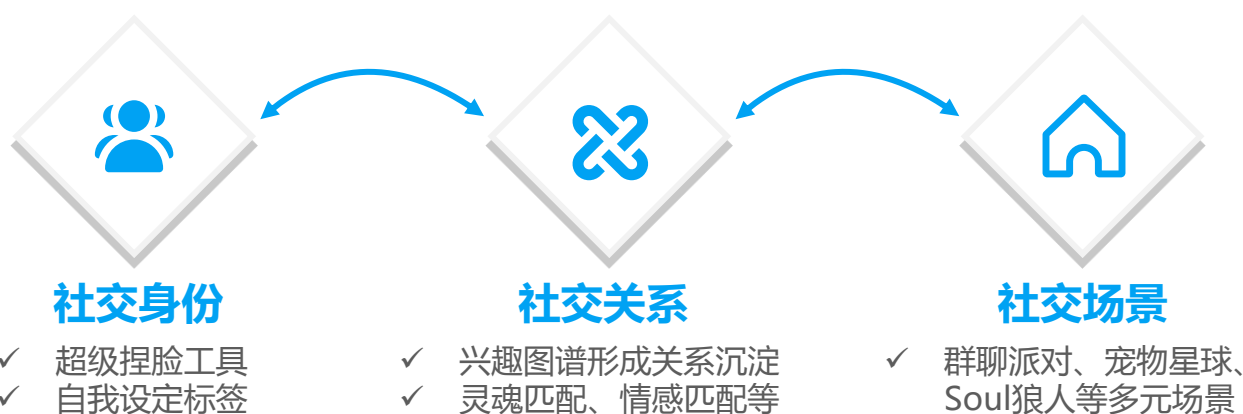 社交身份
✓ 超级捏脸工具
✓ 自我设定标签
社交关系
✓ 兴趣图谱形成关系沉淀
✓ 灵魂匹配、情感匹配等
社交场景
✓ 群聊派对、宠物星球、
Soul狼人等多元场景